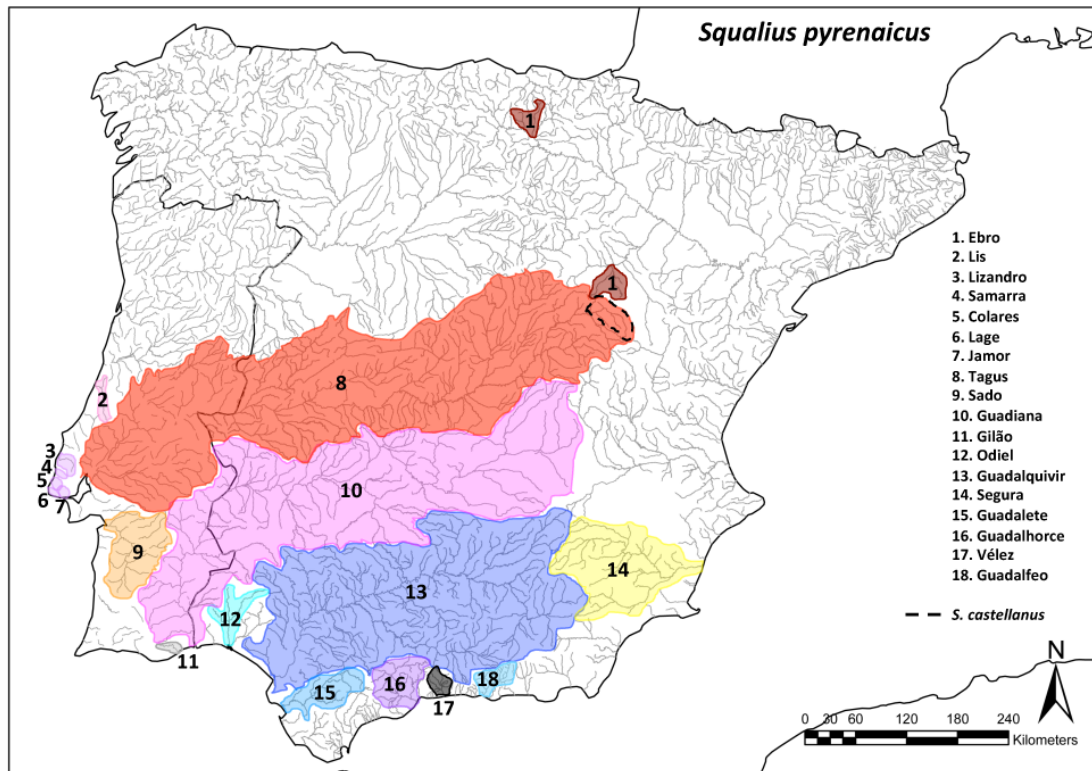 Squalius pyrenaicus
1
1
8
2
3
4
5
6
7
10
9
13
14
12
11
15
16
18
17
1. Ebro
2. Lis
3. Lizandro
4. Samarra
5. Colares
6. Lage
7. Jamor
8. Tagus
9. Sado
10. Guadiana
11. Gilão
12. Odiel
13. Guadalquivir
14. Segura
15. Guadalete
16. Guadalhorce
17. Vélez
18. Guadalfeo
S. castellanus
N
0 30 60 120 180 240
Kilometers